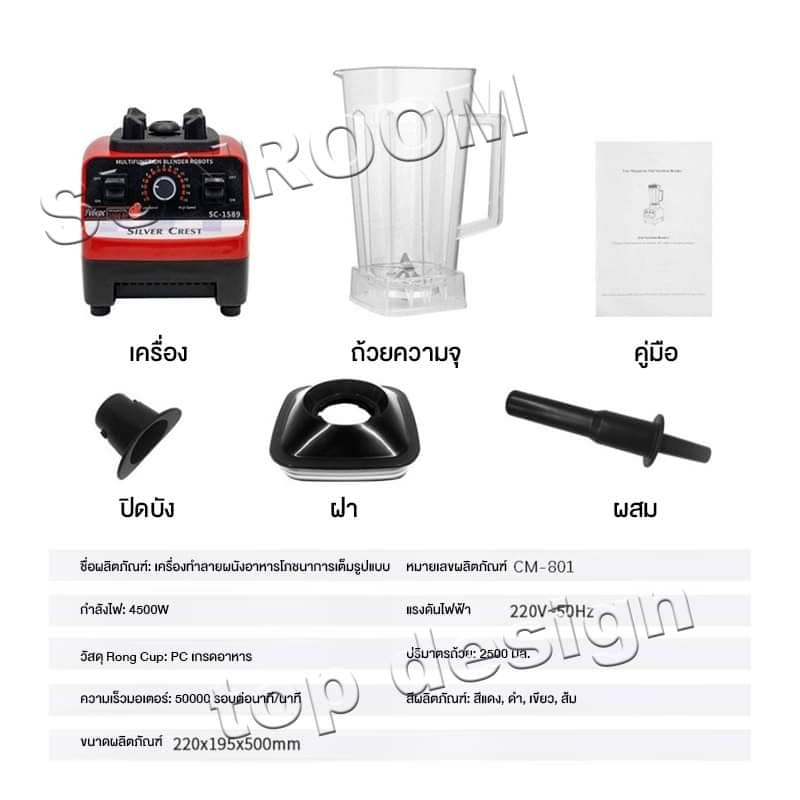 SCTROOM
MULTIFUNCTION BLENDER ROBOTS
SC-1589
SILVER CREST
เครื่อง
ถ้วยความจุ
คู่มือ
ปิดบัง
ฝา
ผสม
ชื่อผลิตภัณฑ์: เครื่องทำลายผนังอาหารโภชนาการเต็มรูปแบบ หมายเลขผลิตภัณฑ์ CM-801
กำลังไฟ: 4500W แรงดันไฟฟ้า 220V~50Hz
วัสดุ Rong Cup: PC เกรดอาหาร ปริมาตรถ้วย: 2500 มล.
ความเร็วมอเตอร์: 50000 รอบต่อนาที/นาที สีผลิตภัณฑ์: สีแดง, ดำ, เขียว, ส้ม
ขนาดผลิตภัณฑ์ 220x195x500mm
top design